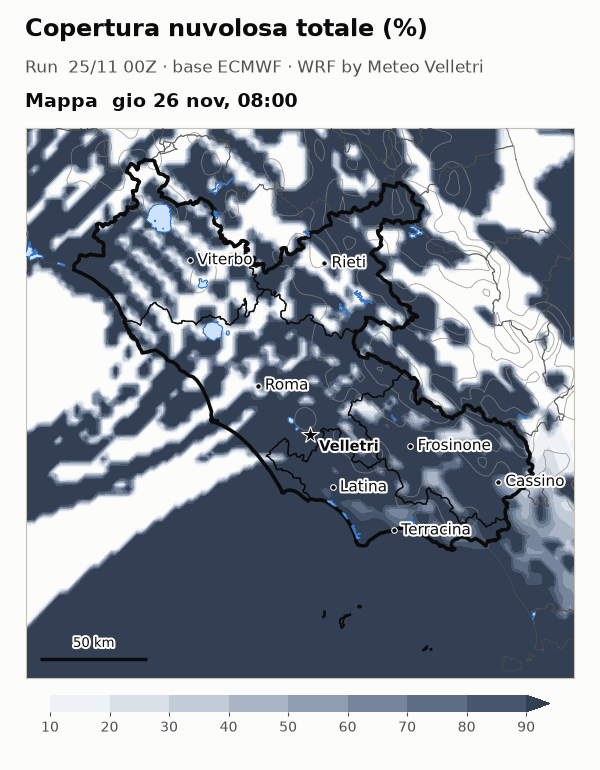 Copertura nuvolosa totale (%)
Run  25/11 00Z · base ECMWF · WRF by Meteo Velletri
Mappa  gio 26 nov, 08:00
Viterbo
Rieti
Roma
Velletri
Frosinone
Cassino
Latina
Terracina
50 km
10 20 30 40 50 60 70 80 90